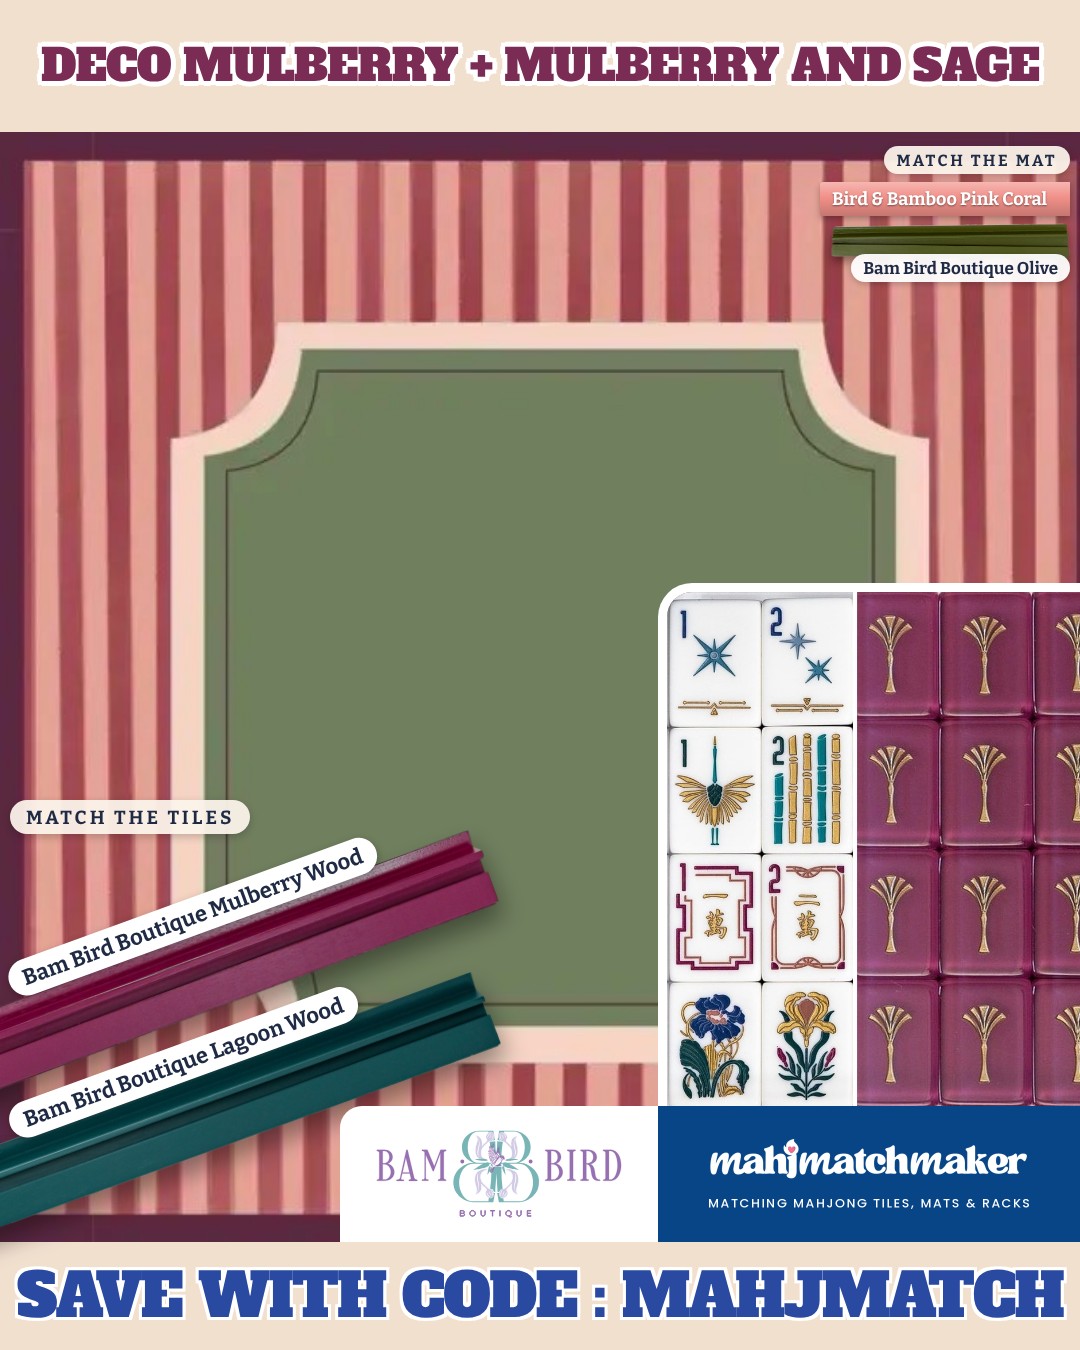 DECO MULBERRY + MULBERRY AND SAGE
MATCH THE MAT
Bird & Bamboo Pink Coral
Bam Bird Boutique Olive
1
2
1
2
1
一
萬
2
二
萬
MATCH THE TILES
Bam Bird Boutique Mulberry Wood
Bam Bird Boutique Lagoon Wood
BAM BIRD
BOUTIQUE
mahjmatchmaker
MATCHING MAHJONG TILES, MATS & RACKS
SAVE WITH CODE : MAHJMATCH